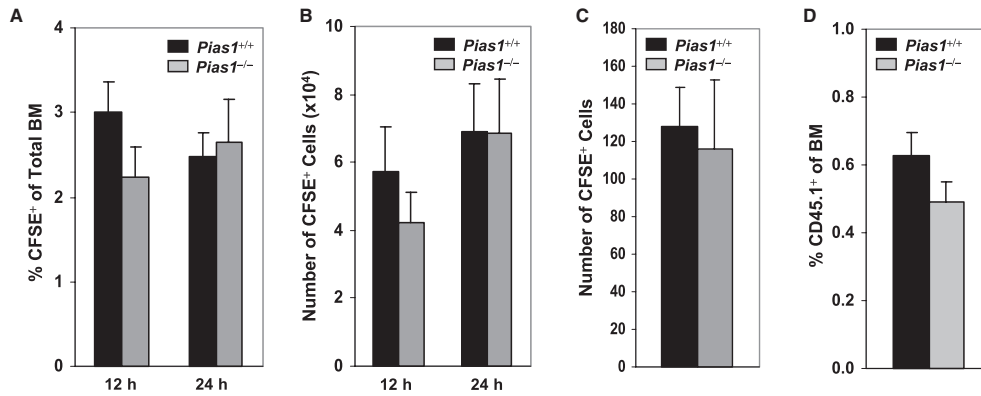 A
% CFSE⁺ of Total BM
4
3
2
1
0
Pias1⁺/⁺
Pias1⁻/⁻
12 h 24 h
B
Number of CFSE⁺ Cells (x10⁴)
10
8
6
4
2
0
Pias1⁺/⁺
Pias1⁻/⁻
12 h 24 h
C
Number of CFSE⁺ Cells
180
160
140
120
100
80
60
40
20
0
Pias1⁺/⁺
Pias1⁻/⁻
D
% CD45.1⁺ of BM
1.0
0.8
0.6
0.4
0.2
0.0
Pias1⁺/⁺
Pias1⁻/⁻